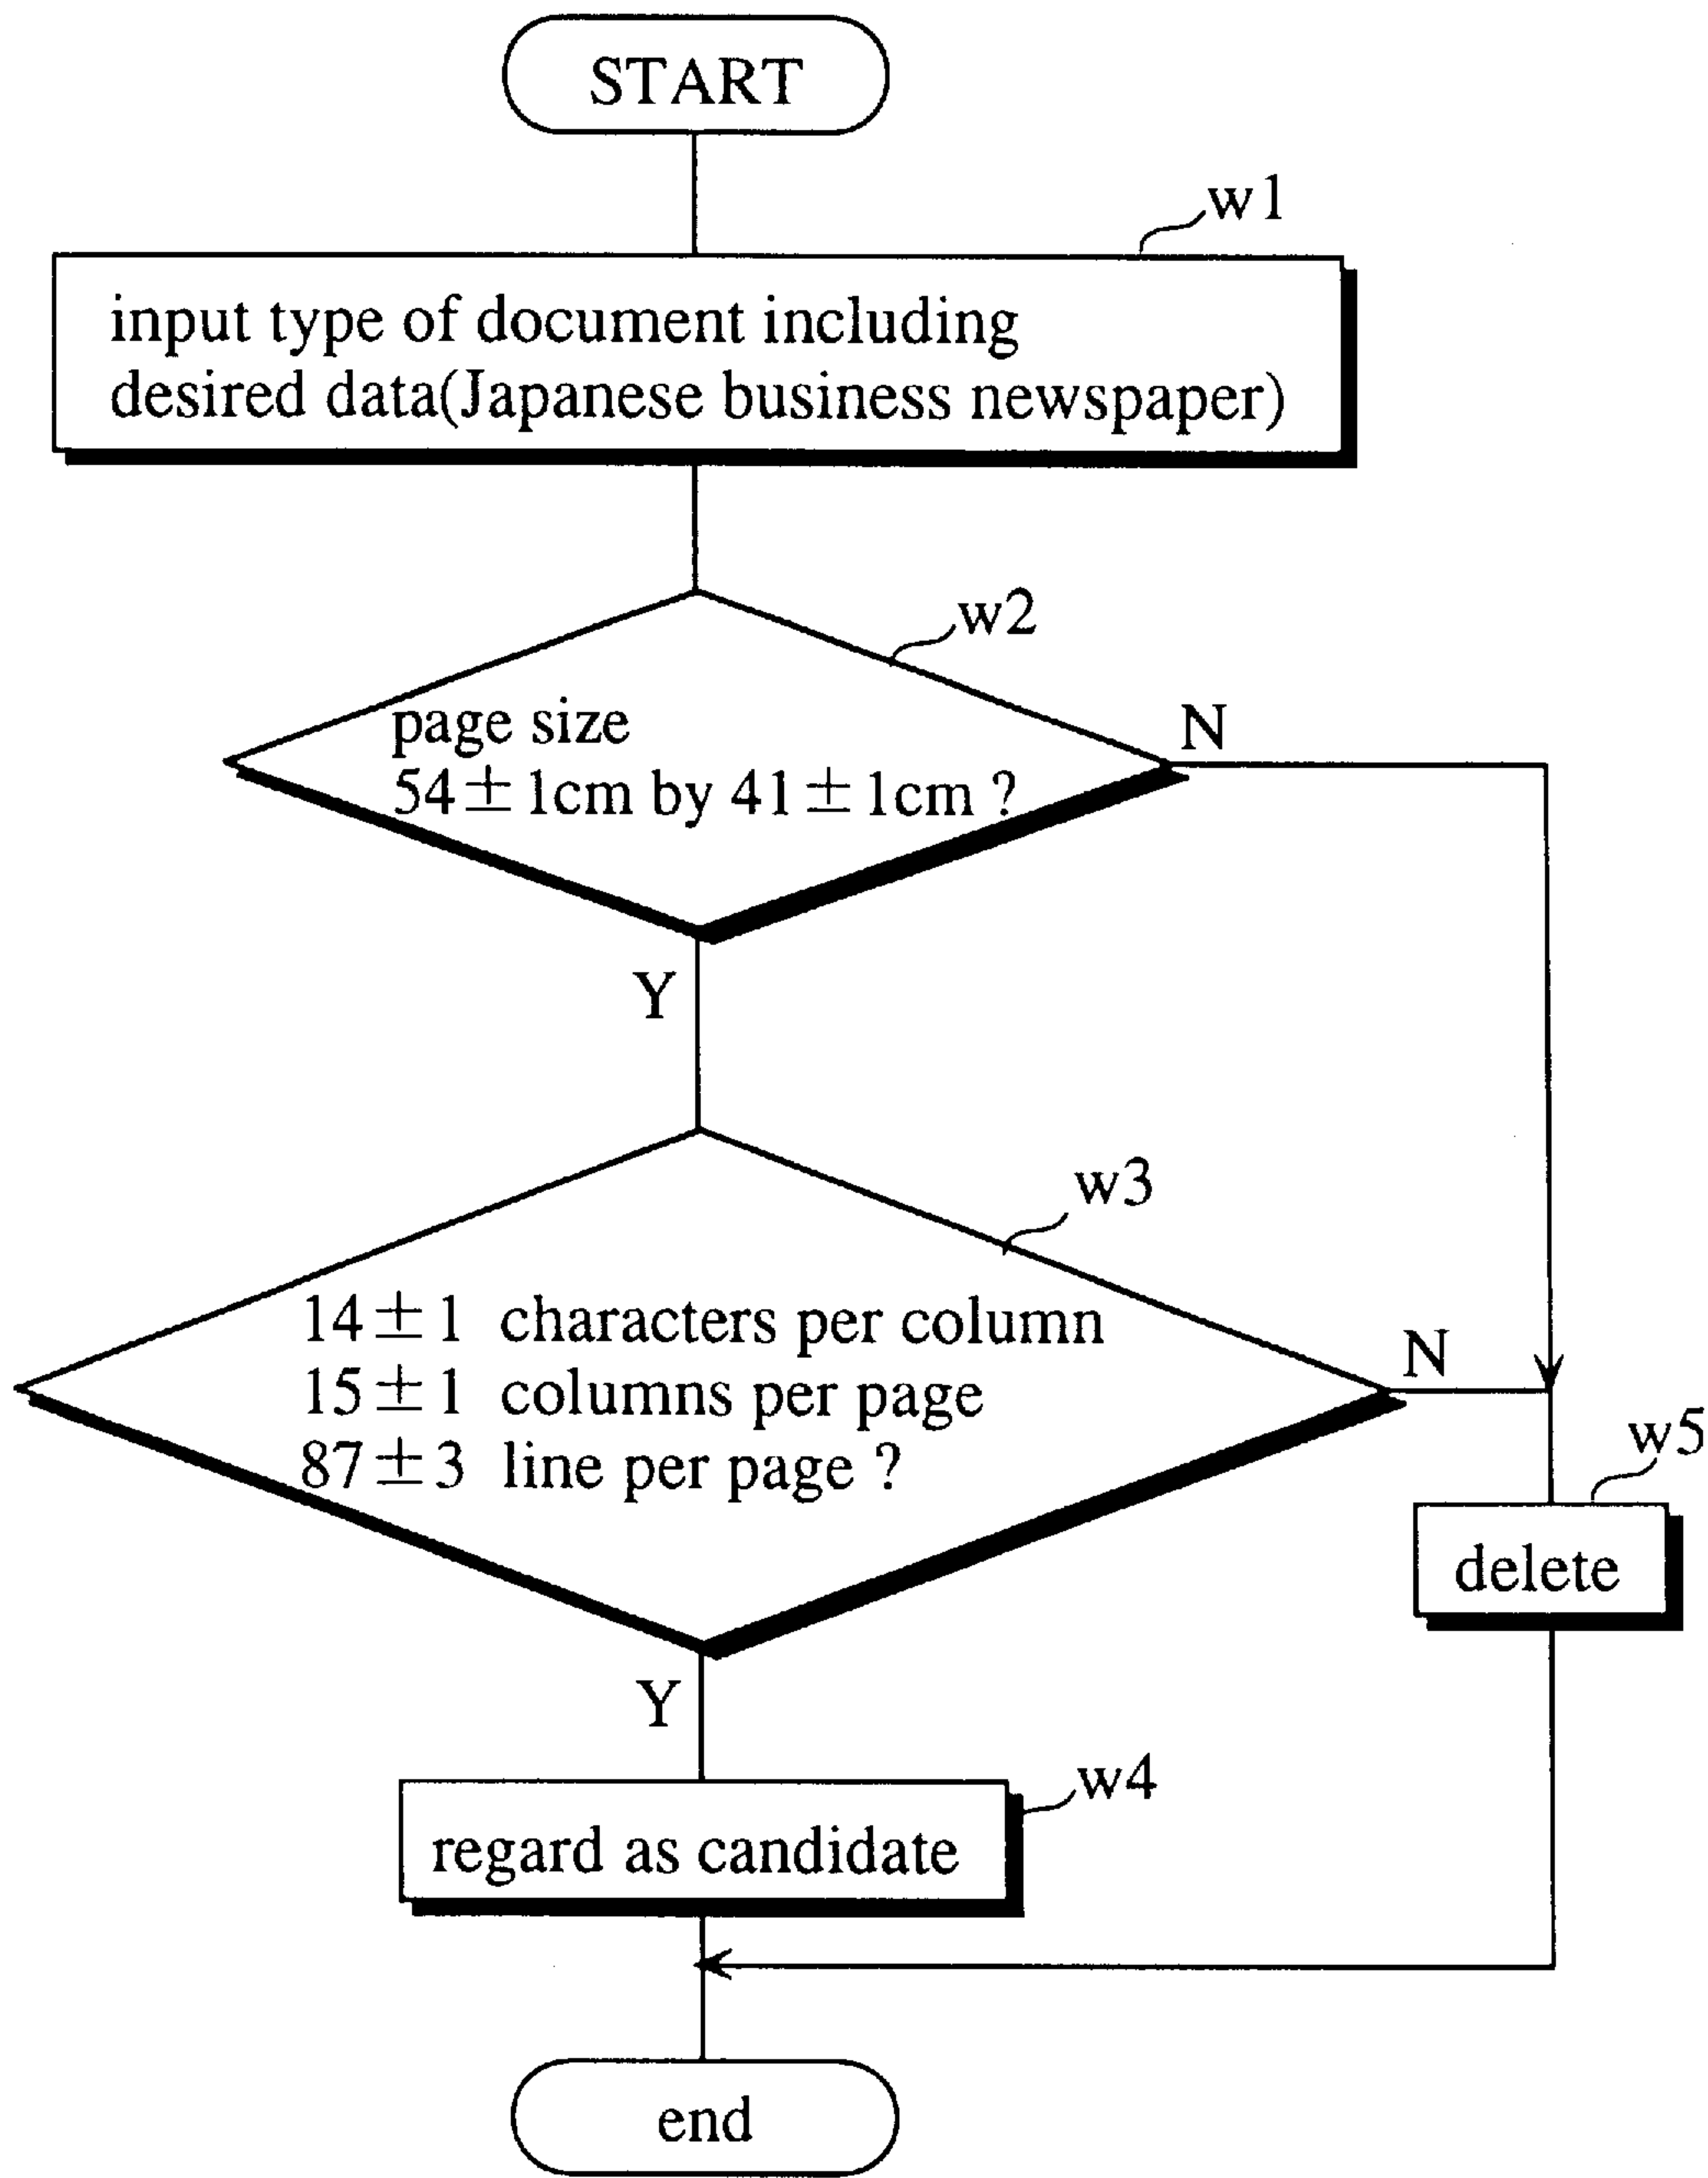 START
w1
input type of document including
desired data(Japanese business newspaper)
w2
page size
54±1cm by 41±1cm ?
N
Y
w3
14±1 characters per column
15±1 columns per page
87±3 line per page ?
N
w5
delete
Y
w4
regard as candidate
end